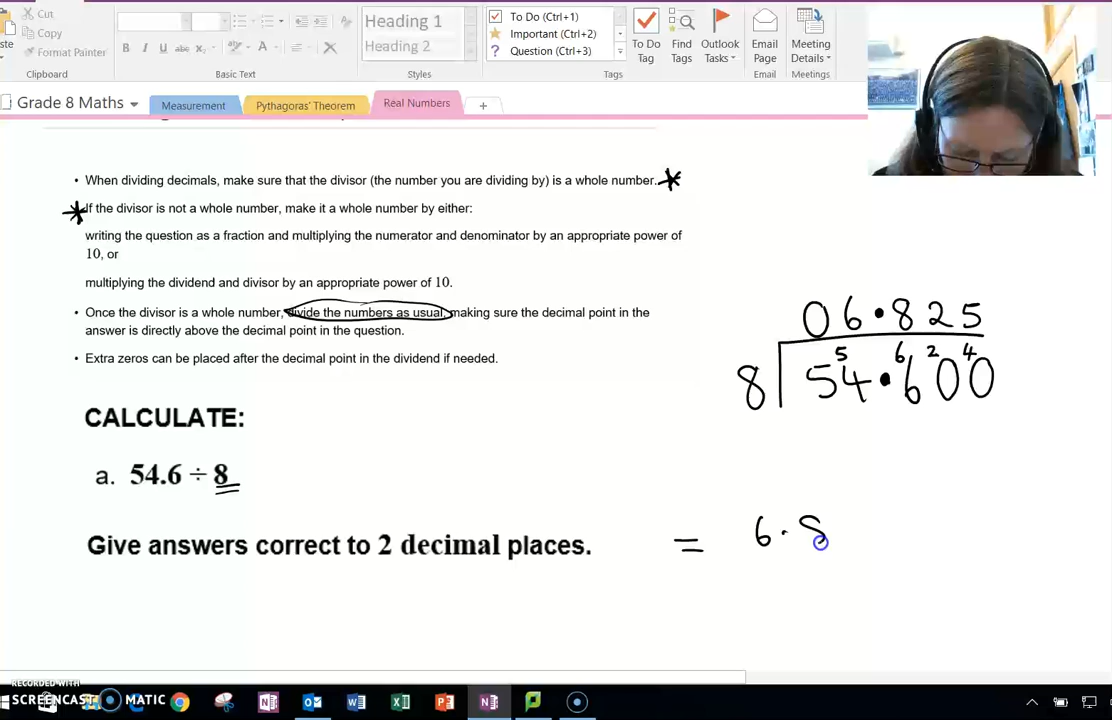 Cut
Copy
Format Painter
Clipboard
B I U abc x₂ A
Basic Text
Heading 1
Heading 2
Styles
To Do (Ctrl+1)
Important (Ctrl+2)
? Question (Ctrl+3)
Tags
To Do Tag
Find Tags
Outlook Tasks
Email Page
Email
Meeting Details
Meetings
Grade 8 Maths
Measurement
Pythagoras' Theorem
Real Numbers
+
• When dividing decimals, make sure that the divisor (the number you are dividing by) is a whole number.
If the divisor is not a whole number, make it a whole number by either:
writing the question as a fraction and multiplying the numerator and denominator by an appropriate power of
10, or
multiplying the dividend and divisor by an appropriate power of 10.
• Once the divisor is a whole number, divide the numbers as usual, making sure the decimal point in the
answer is directly above the decimal point in the question.
• Extra zeros can be placed after the decimal point in the dividend if needed.
06.825
5 6 2 4
8 54.600
CALCULATE:
a. 54.6 ÷ 8
Give answers correct to 2 decimal places.
= 6.8
RECORDED WITH
SCREENCAST MATIC